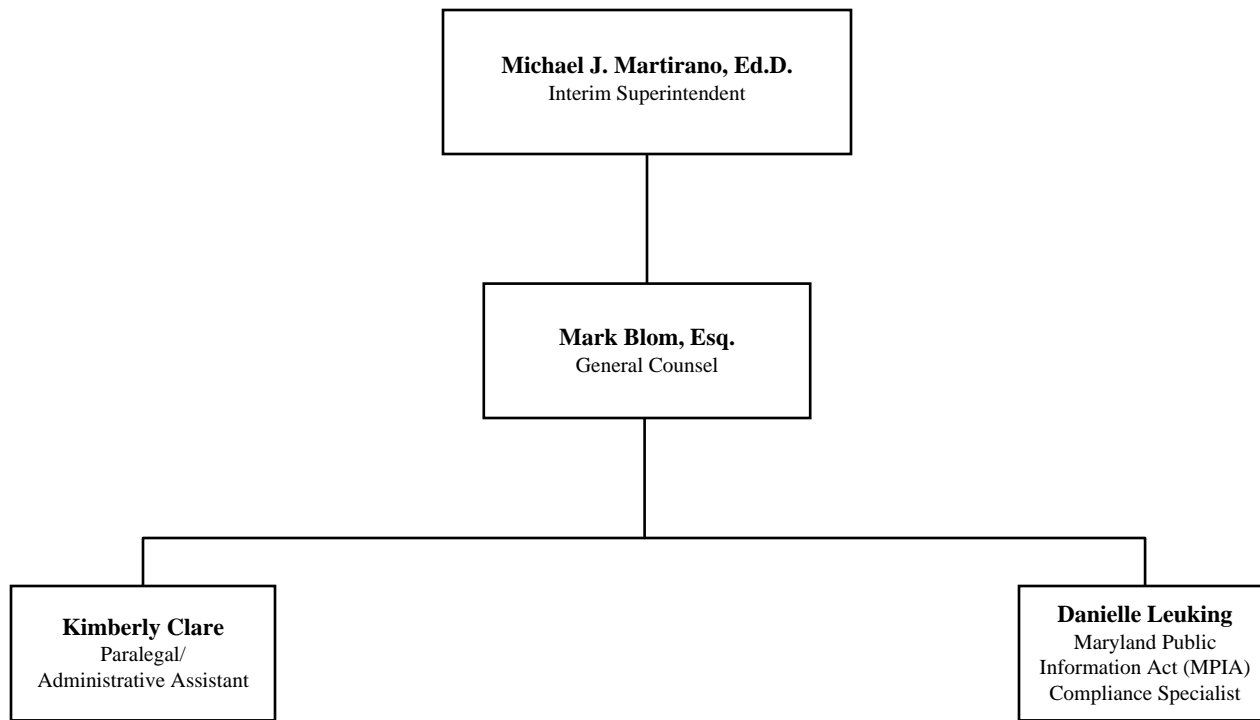 Michael J. Martirano, Ed.D.
Interim Superintendent
Mark Blom, Esq.
General Counsel
Kimberly Clare
Paralegal/
Administrative Assistant
Danielle Leuking
Maryland Public
Information Act (MPIA)
Compliance Specialist